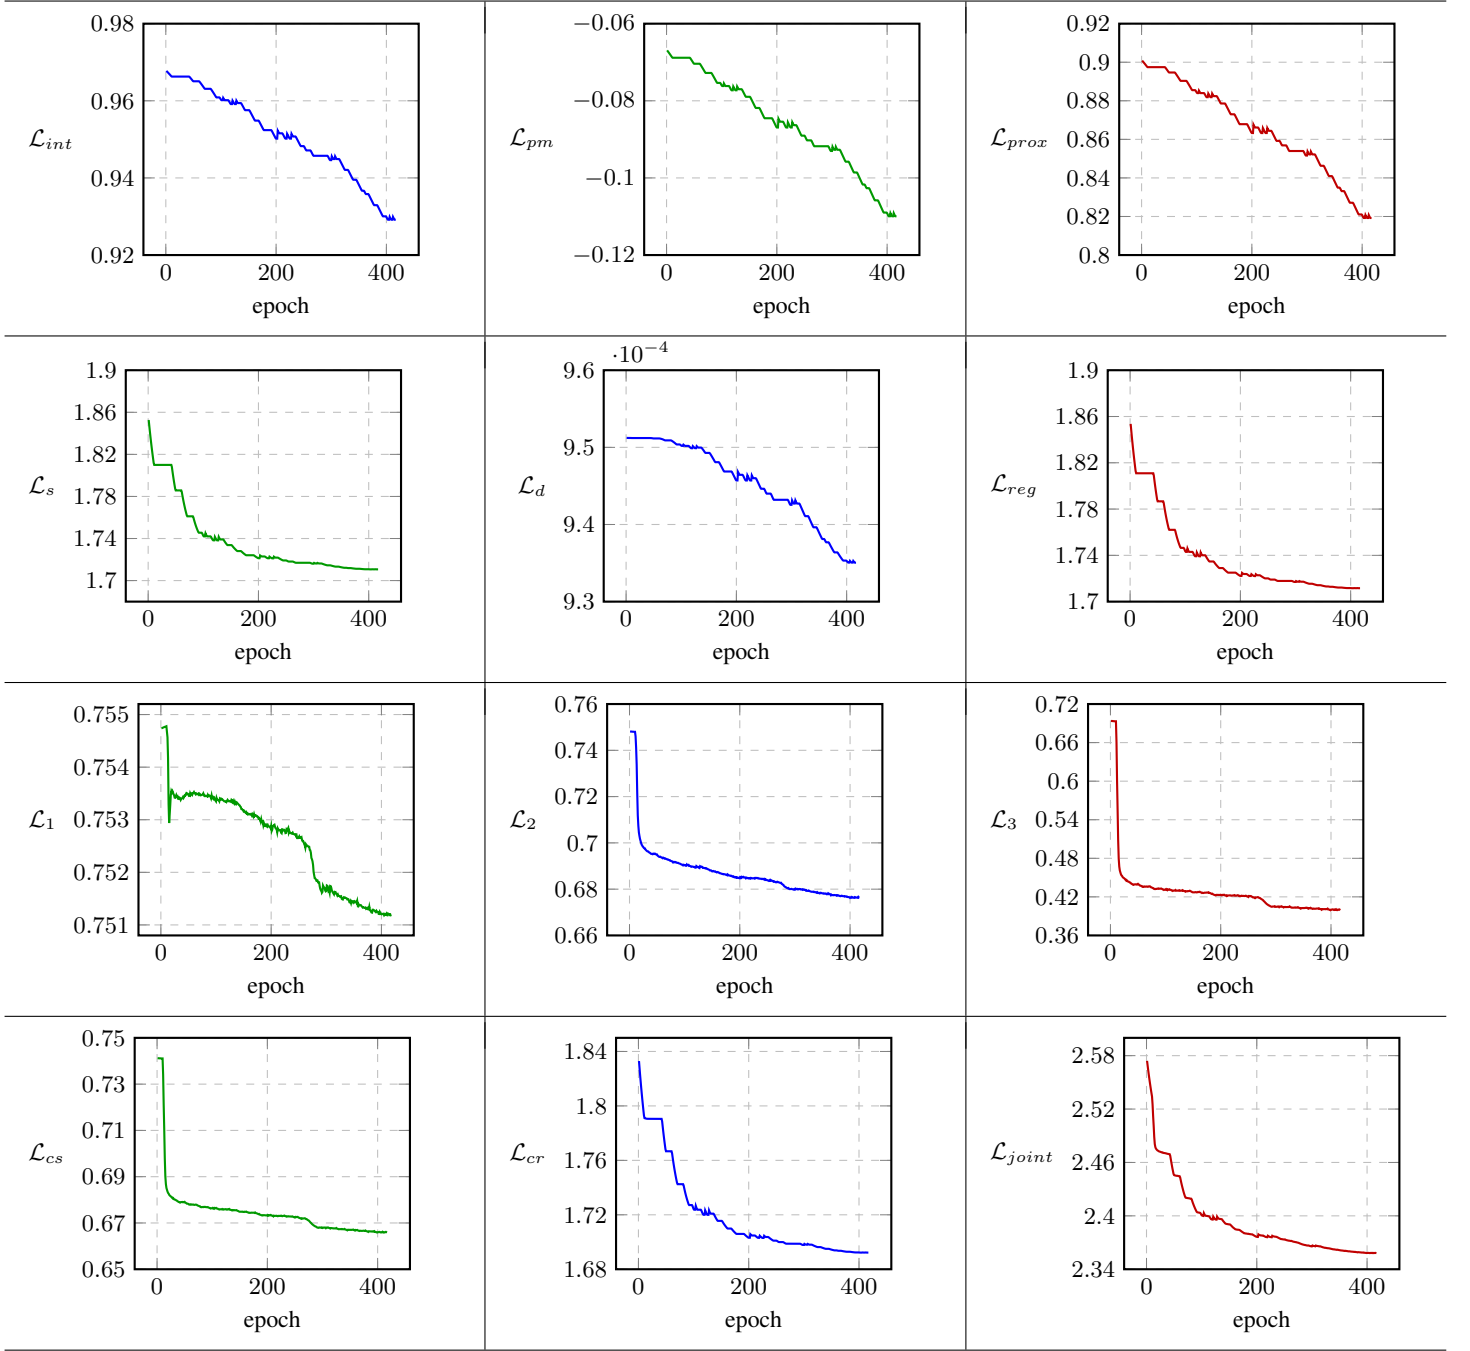 0.98
0.96
0.94
0.92
ℒint
0 200 400
epoch
−0.06
−0.08
−0.1
−0.12
ℒpm
0 200 400
epoch
0.92
0.9
0.88
0.86
0.84
0.82
0.8
ℒprox
0 200 400
epoch
1.9
1.86
1.82
1.78
1.74
1.7
ℒs
0 200 400
epoch
·10⁻⁴
9.6
9.5
9.4
9.3
ℒd
0 200 400
epoch
1.9
1.86
1.82
1.78
1.74
1.7
ℒreg
0 200 400
epoch
0.755
0.754
0.753
0.752
0.751
ℒ1
0 200 400
epoch
0.76
0.74
0.72
0.7
0.68
0.66
ℒ2
0 200 400
epoch
0.72
0.66
0.6
0.54
0.48
0.42
0.36
ℒ3
0 200 400
epoch
0.75
0.73
0.71
0.69
0.67
0.65
ℒcs
0 200 400
epoch
1.84
1.8
1.76
1.72
1.68
ℒcr
0 200 400
epoch
2.58
2.52
2.46
2.4
2.34
ℒjoint
0 200 400
epoch